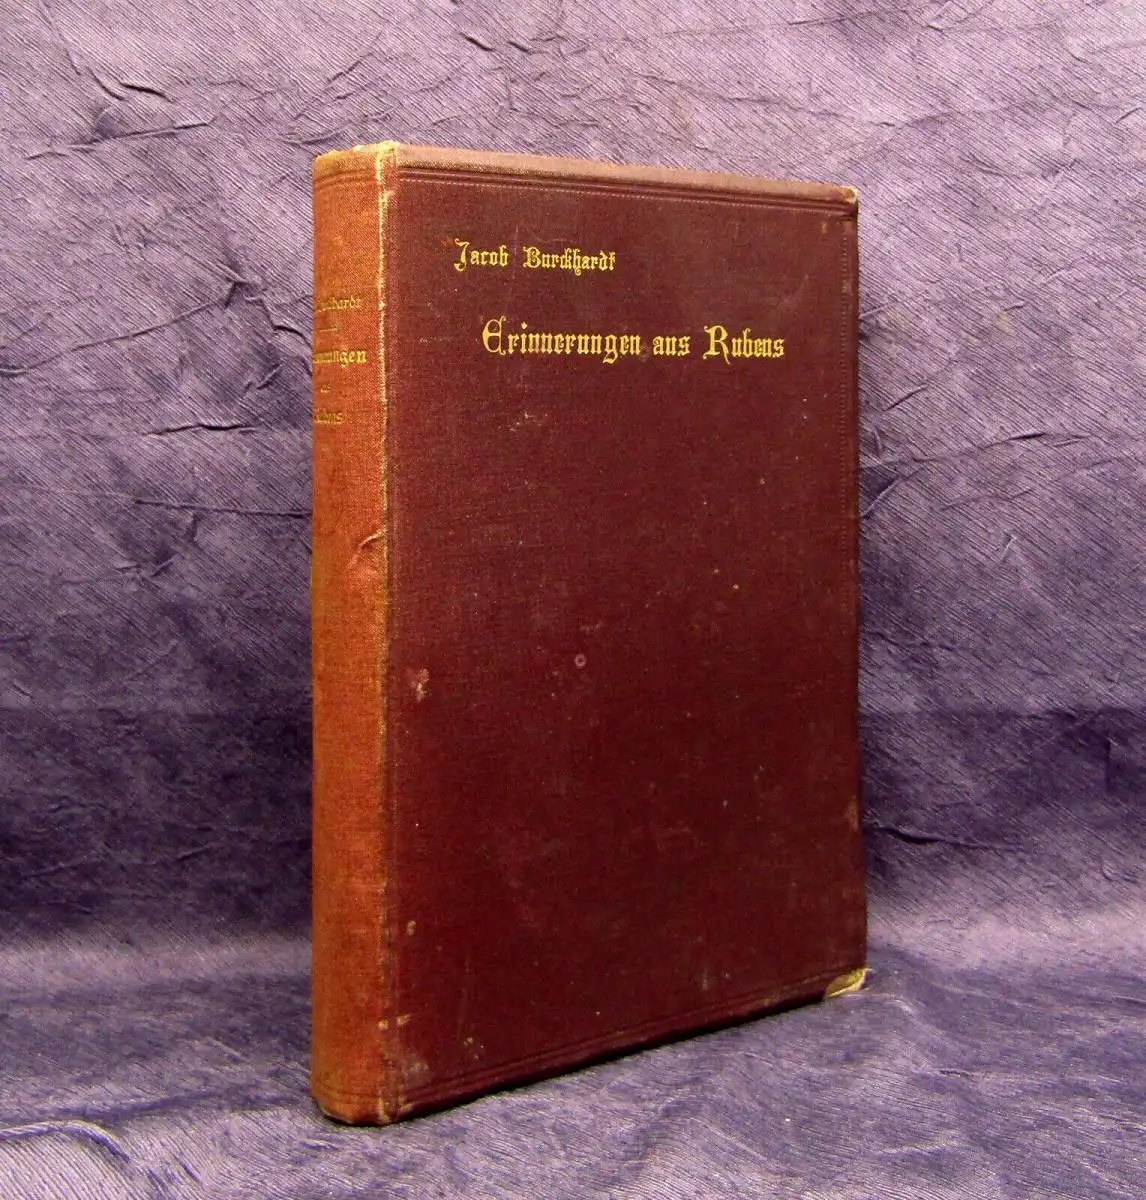 Jacob Burckhardt
Erinnerungen aus Rubens